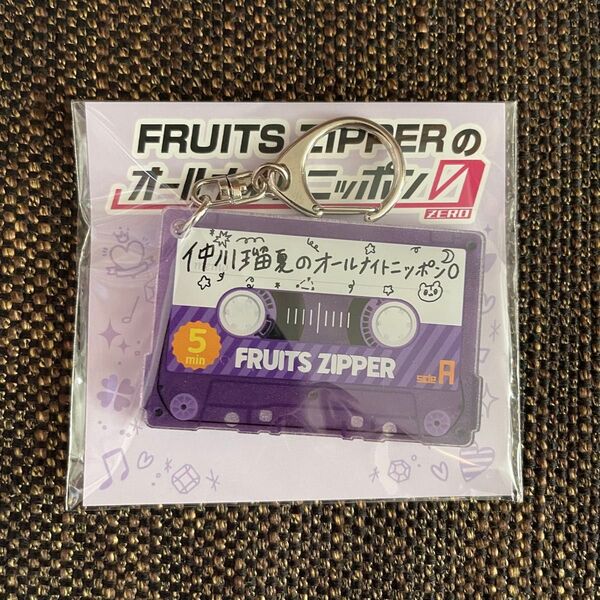 FRUITS ZIPPERの
オールナイトニッポン0
ZERO
仲川瑠夏のオールナイトニッポン0
5
min
FRUITS ZIPPER
side A